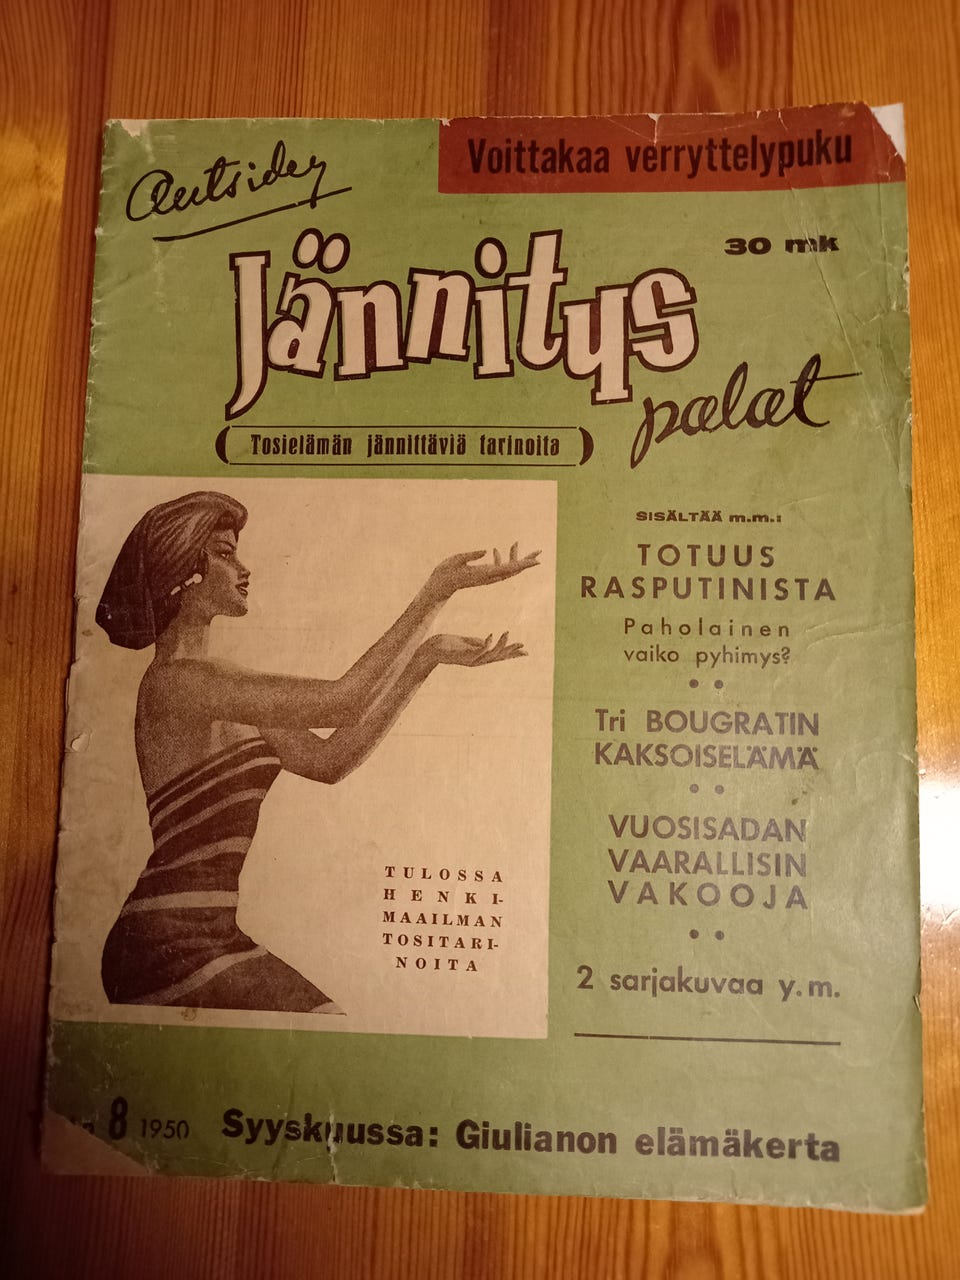 Outsider
Voittakaa verryttelypuku
30 mk
Jännitys
palat
(Tosielämän jännittäviä tarinoita)
SISÄLTÄÄ m.m.:
TOTUUS
RASPUTINISTA
Paholainen
vaiko pyhimys?
Tri BOUGRATIN
KAKSOISELÄMÄ
VUOSISADAN
VAARALLISIN
VAKOOJA
2 sarjakuvaa y.m.
TULOSSA
HENKI-
MAAILMAN
TOSITARI-
NOITA
8 1950 Syyskuussa: Giulianon elämäkerta